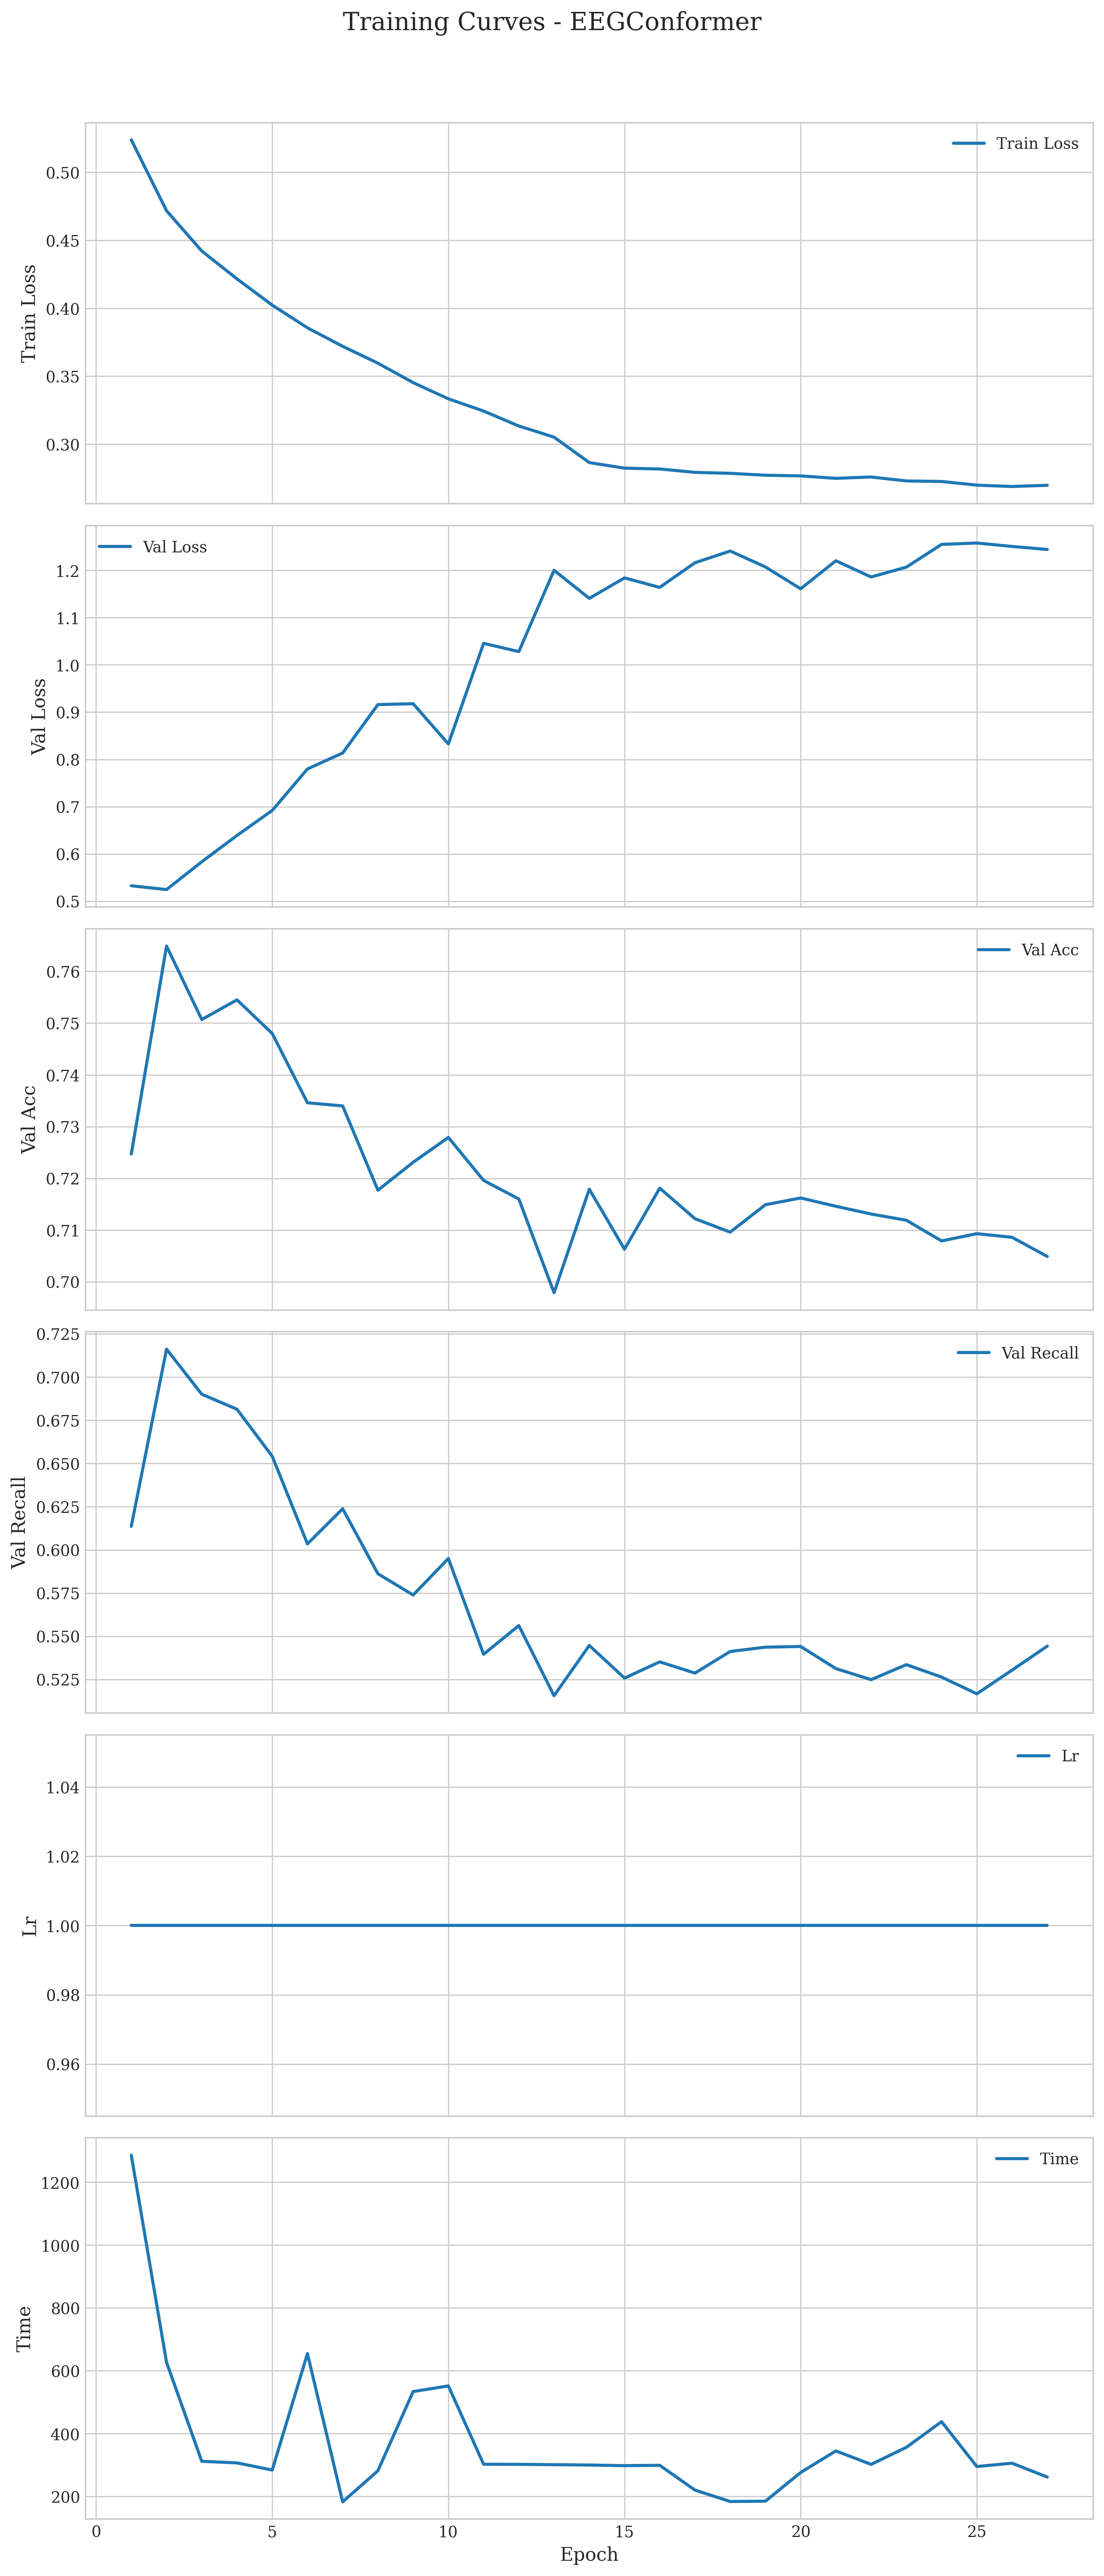 Training Curves - EEGConformer
Train Loss
0.50
0.45
0.40
0.35
0.30
Train Loss
Val Loss
1.2
1.1
1.0
0.9
0.8
0.7
0.6
0.5
Val Loss
Val Acc
0.76
0.75
0.74
0.73
0.72
0.71
0.70
Val Acc
0.725
Val Recall
0.700
0.675
0.650
0.625
0.600
0.575
0.550
0.525
Val Recall
Lr
1.04
1.02
1.00
0.98
0.96
Lr
Time
1200
1000
800
600
400
200
Time
0 5 10 15 20 25
Epoch